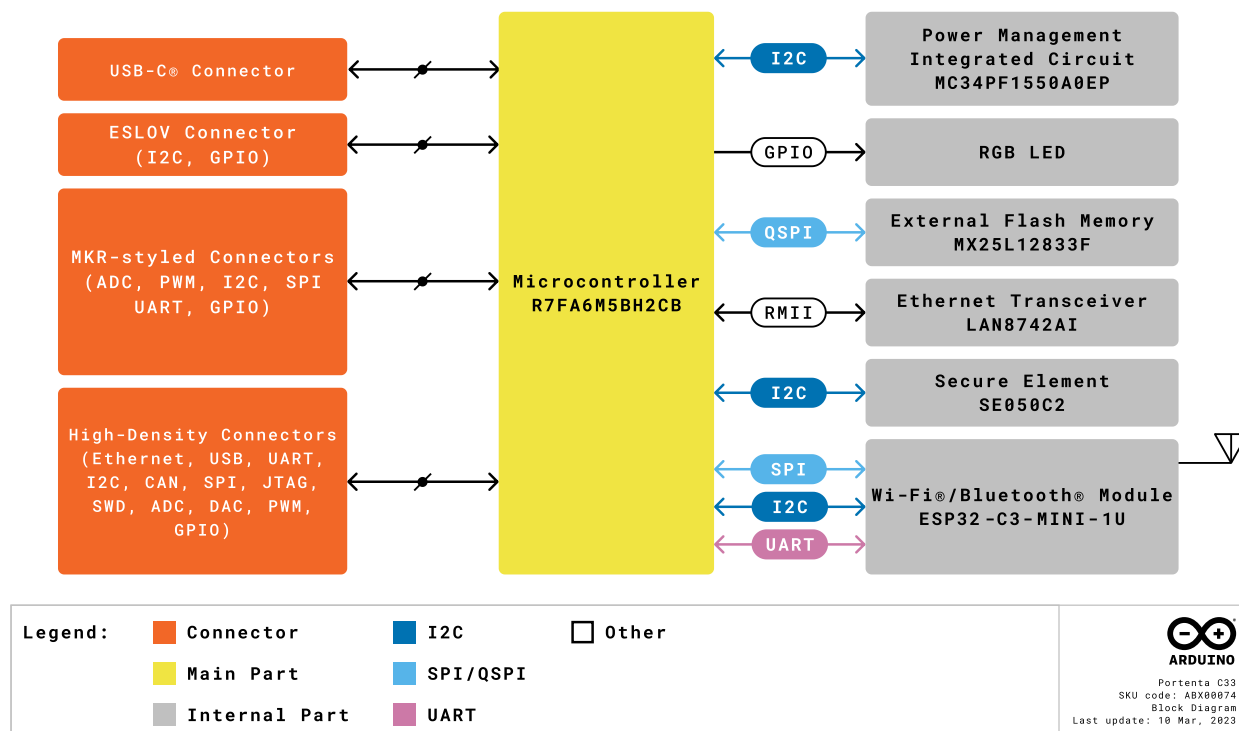 USB-C® Connector
ESLOV Connector
(I2C, GPIO)
MKR-styled Connectors
(ADC, PWM, I2C, SPI
UART, GPIO)
High-Density Connectors
(Ethernet, USB, UART,
I2C, CAN, SPI, JTAG,
SWD, ADC, DAC, PWM,
GPIO)
Microcontroller
R7FA6M5BH2CB
I2C
GPIO
QSPI
RMII
I2C
SPI
I2C
UART
Power Management
Integrated Circuit
MC34PF1550A0EP
RGB LED
External Flash Memory
MX25L12833F
Ethernet Transceiver
LAN8742AI
Secure Element
SE050C2
Wi-Fi®/Bluetooth® Module
ESP32-C3-MINI-1U
Legend:
Connector
Main Part
Internal Part
I2C
SPI/QSPI
UART
Other
ARDUINO
Portenta C33
SKU code: ABX00074
Block Diagram
Last update: 10 Mar, 2023